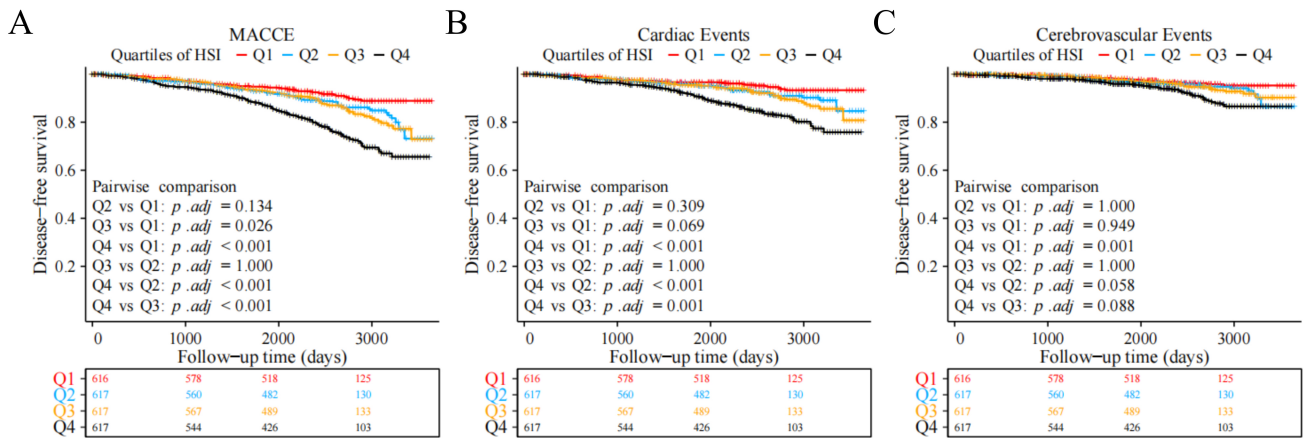 A
MACCE
Quartiles of HSI Q1 Q2 Q3 Q4
Disease-free survival
0.8
0.6
0.4
0.2
Pairwise comparison
Q2 vs Q1: p .adj = 0.134
Q3 vs Q1: p .adj = 0.026
Q4 vs Q1: p .adj < 0.001
Q3 vs Q2: p .adj = 1.000
Q4 vs Q2: p .adj < 0.001
Q4 vs Q3: p .adj < 0.001
0 1000 2000 3000
Follow-up time (days)
Q1 616 578 518 125
Q2 617 560 482 130
Q3 617 567 489 133
Q4 617 544 426 103
B
Cardiac Events
Quartiles of HSI Q1 Q2 Q3 Q4
Disease-free survival
0.8
0.6
0.4
0.2
Pairwise comparison
Q2 vs Q1: p .adj = 0.309
Q3 vs Q1: p .adj = 0.069
Q4 vs Q1: p .adj < 0.001
Q3 vs Q2: p .adj = 1.000
Q4 vs Q2: p .adj < 0.001
Q4 vs Q3: p .adj = 0.001
0 1000 2000 3000
Follow-up time (days)
Q1 616 578 518 125
Q2 617 560 482 130
Q3 617 567 489 133
Q4 617 544 426 103
C
Cerebrovascular Events
Quartiles of HSI Q1 Q2 Q3 Q4
Disease-free survival
0.8
0.6
0.4
0.2
Pairwise comparison
Q2 vs Q1: p .adj = 1.000
Q3 vs Q1: p .adj = 0.949
Q4 vs Q1: p .adj = 0.001
Q3 vs Q2: p .adj = 1.000
Q4 vs Q2: p .adj = 0.058
Q4 vs Q3: p .adj = 0.088
0 1000 2000 3000
Follow-up time (days)
Q1 616 578 518 125
Q2 617 560 482 130
Q3 617 567 489 133
Q4 617 544 426 103